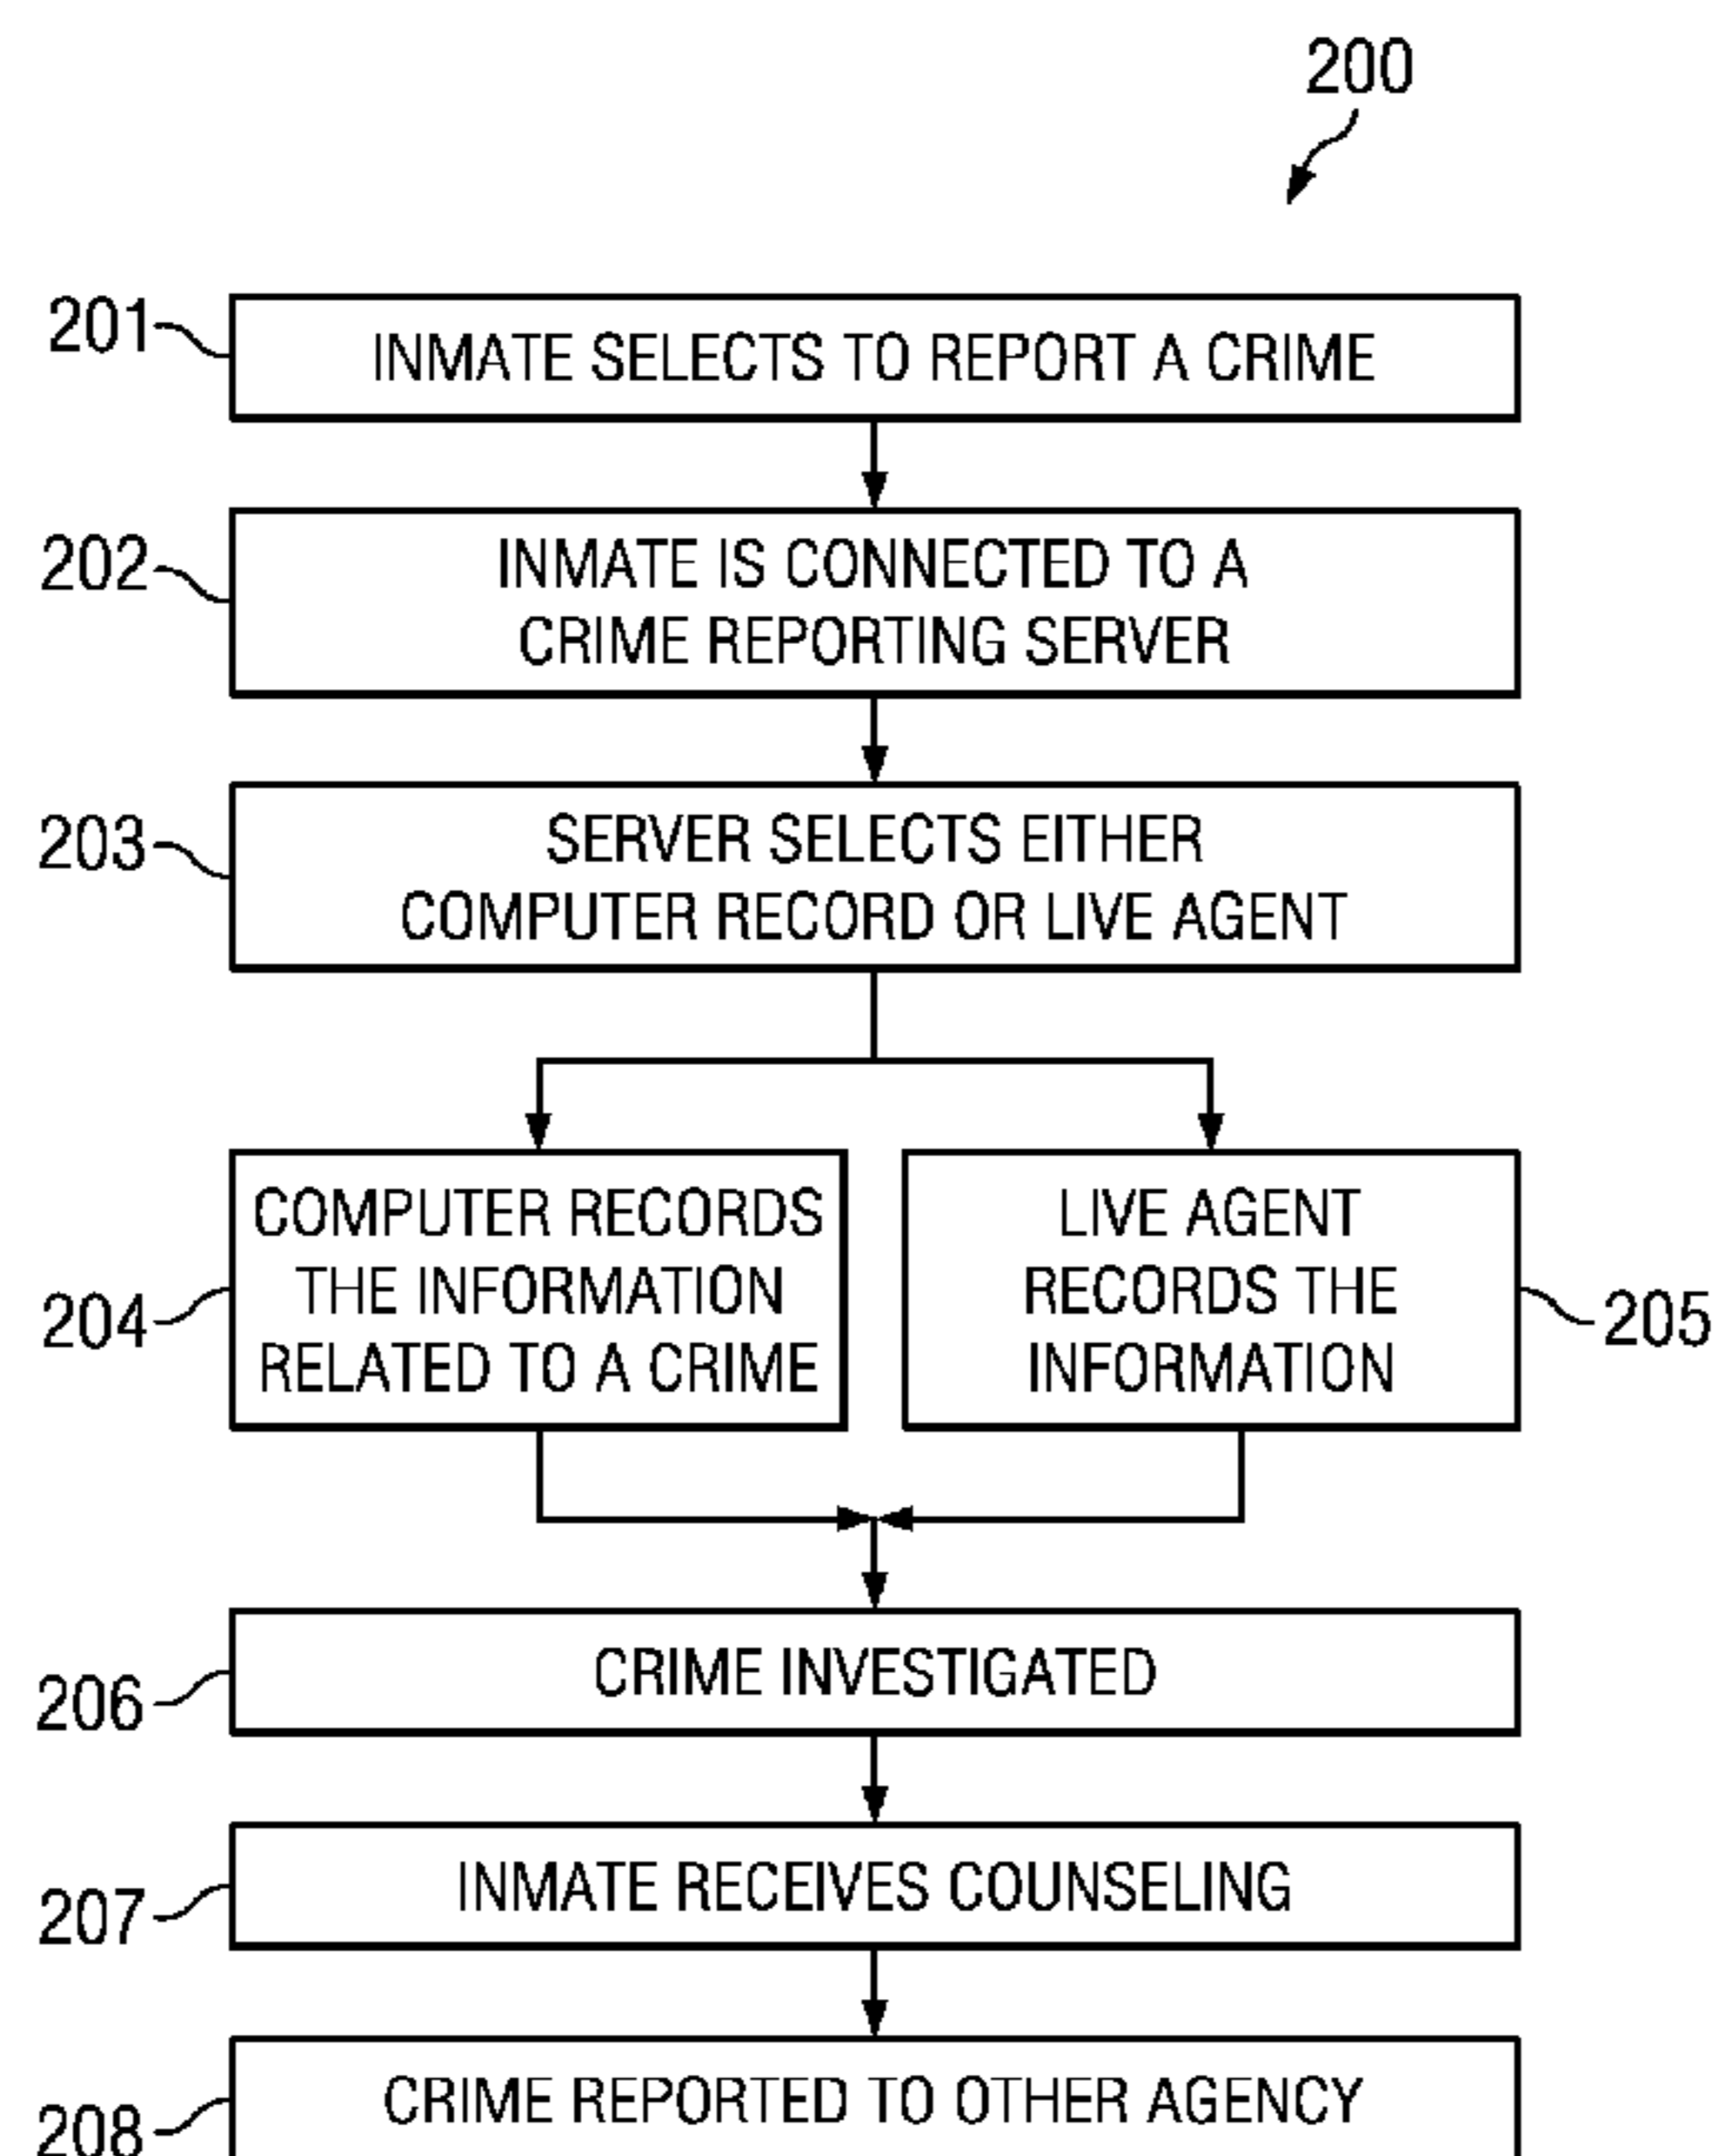 200
201
INMATE SELECTS TO REPORT A CRIME
202
INMATE IS CONNECTED TO A
CRIME REPORTING SERVER
203
SERVER SELECTS EITHER
COMPUTER RECORD OR LIVE AGENT
204
COMPUTER RECORDS
THE INFORMATION
RELATED TO A CRIME
LIVE AGENT
RECORDS THE
INFORMATION
205
206
CRIME INVESTIGATED
207
INMATE RECEIVES COUNSELING
208
CRIME REPORTED TO OTHER AGENCY